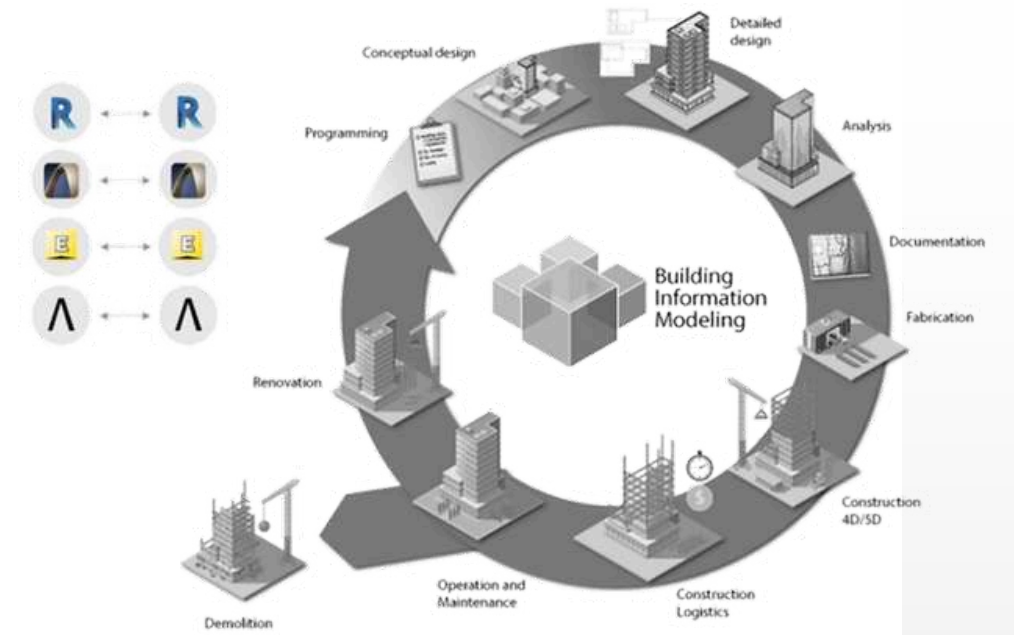 Detailed
design
Conceptual design
R
R
Programming
Analysis
E
E
Documentation
Building
Information
Modeling
Λ
Λ
Fabrication
Renovation
Construction
4D/5D
Operation and
Maintenance
Construction
Logistics
Demolition